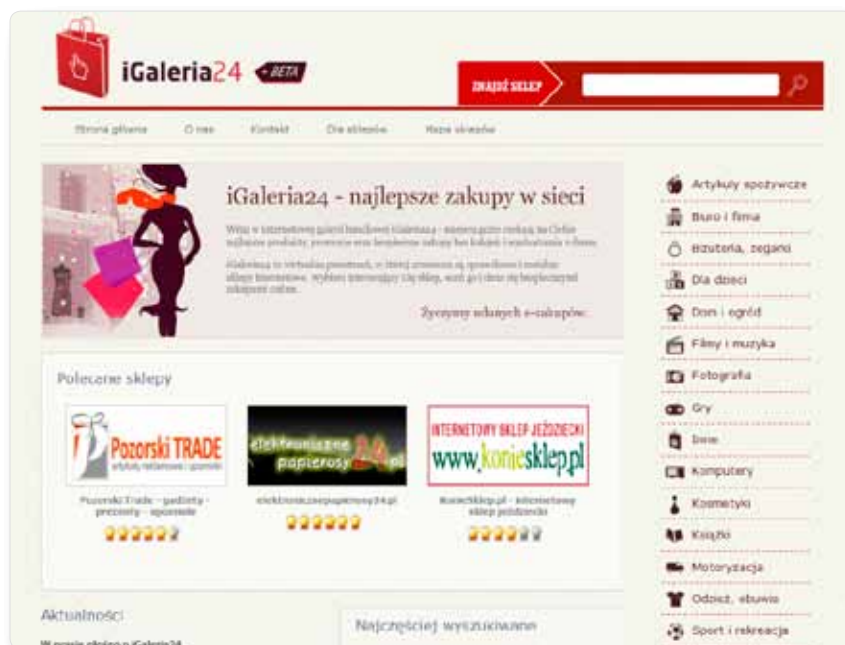 iGaleria24 + BETA
ZNAJDŹ SKLEP
Strona główna O nas Kontakt Dla sklepów Mapa sklepów
iGaleria24 - najlepsze zakupy w sieci
Życzymy udanych e-zakupów.
Polecane sklepy
Pozorski TRADE
artykuły reklamowe i upominki
elektroniczne
papierosy24.pl
INTERNETOWY SKLEP JEŹDZIECKI
www.koniesklep.pl
Pozorski Trade - gadżety -
prezenty - upominki
elektronicznepapierosy24.pl
KonieSklep.pl - internetowy
sklep jeździecki
Aktualności
Najczęściej wyszukiwane
W prasie głośno o iGaleria24
Artykuły spożywcze
Biuro i firma
Biżuteria, zegarki
Dla dzieci
Dom i ogród
Filmy i muzyka
Fotografia
Gry
Inne
Komputery
Kosmetyki
Książki
Motoryzacja
Odzież, obuwie
Sport i rekreacja